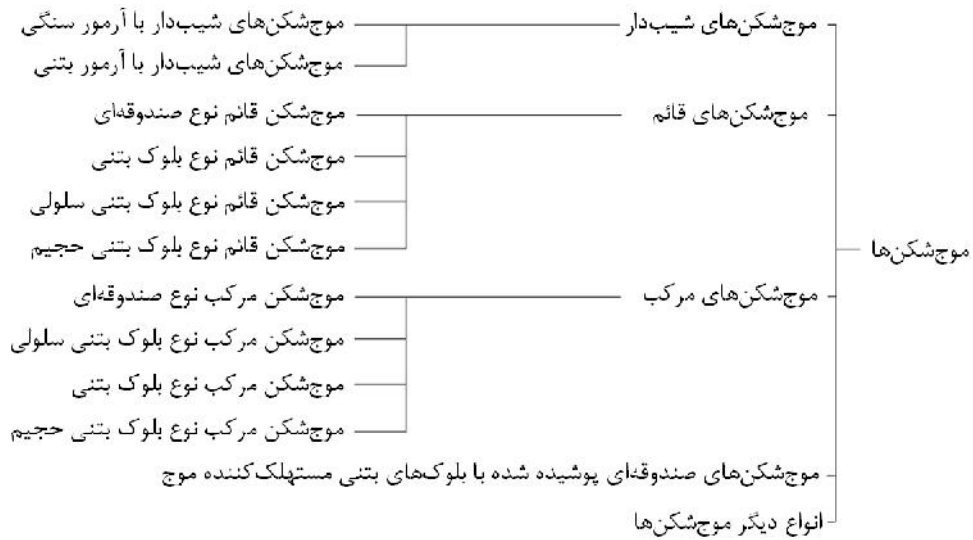 موج‌شکن‌ها
موج‌شکن‌های شیب‌دار
موج‌شکن‌های شیب‌دار با آرمور سنگی
موج‌شکن‌های شیب‌دار با آرمور بتنی
موج‌شکن‌های قائم
موج‌شکن قائم نوع صندوقه‌ای
موج‌شکن قائم نوع بلوک بتنی
موج‌شکن قائم نوع بلوک بتنی سلولی
موج‌شکن قائم نوع بلوک بتنی حجیم
موج‌شکن‌های مرکب
موج‌شکن مرکب نوع صندوقه‌ای
موج‌شکن مرکب نوع بلوک بتنی سلولی
موج‌شکن مرکب نوع بلوک بتنی
موج‌شکن مرکب نوع بلوک بتنی حجیم
موج‌شکن‌های صندوقه‌ای پوشیده شده با بلوک‌های بتنی مستهلک‌کننده موج
انواع دیگر موج‌شکن‌ها